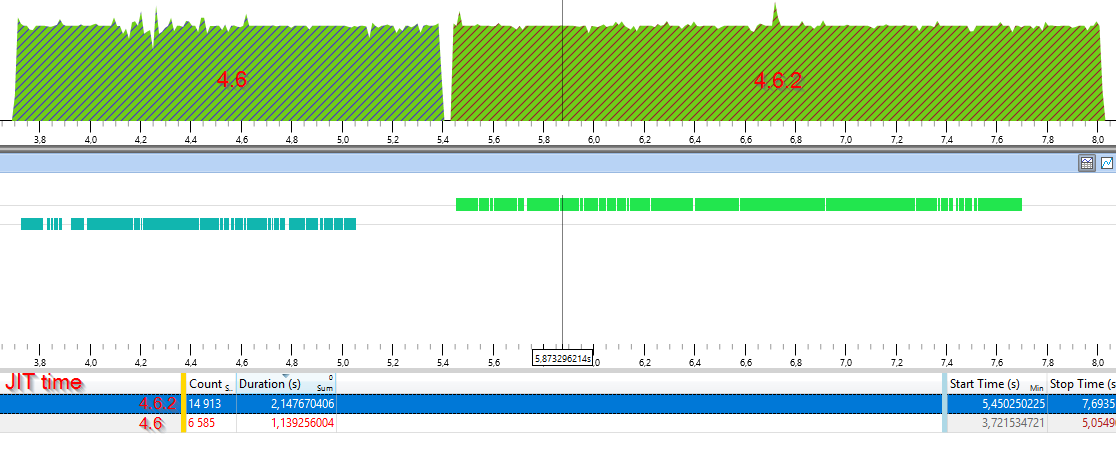 4.6 4.6.2
3,8 4,0 4,2 4,4 4,6 4,8 5,0 5,2 5,4 5,6 5,8 6,0 6,2 6,4 6,6 6,8 7,0 7,2 7,4 7,6 7,8 8,0
3,8 4,0 4,2 4,4 4,6 4,8 5,0 5,2 5,4 5,6 6,0 6,2 6,4 6,6 6,8 7,0 7,2 7,4 7,6 7,8 8,0
5,873296214s
JIT time Count S.. Duration (s) 0 Sum Start Time (s) Min Stop Time (s
4.6.2 14 913 2,147670406 5,450250225 7,6935
4.6 6 585 1,139256004 3,721534721 5,0549